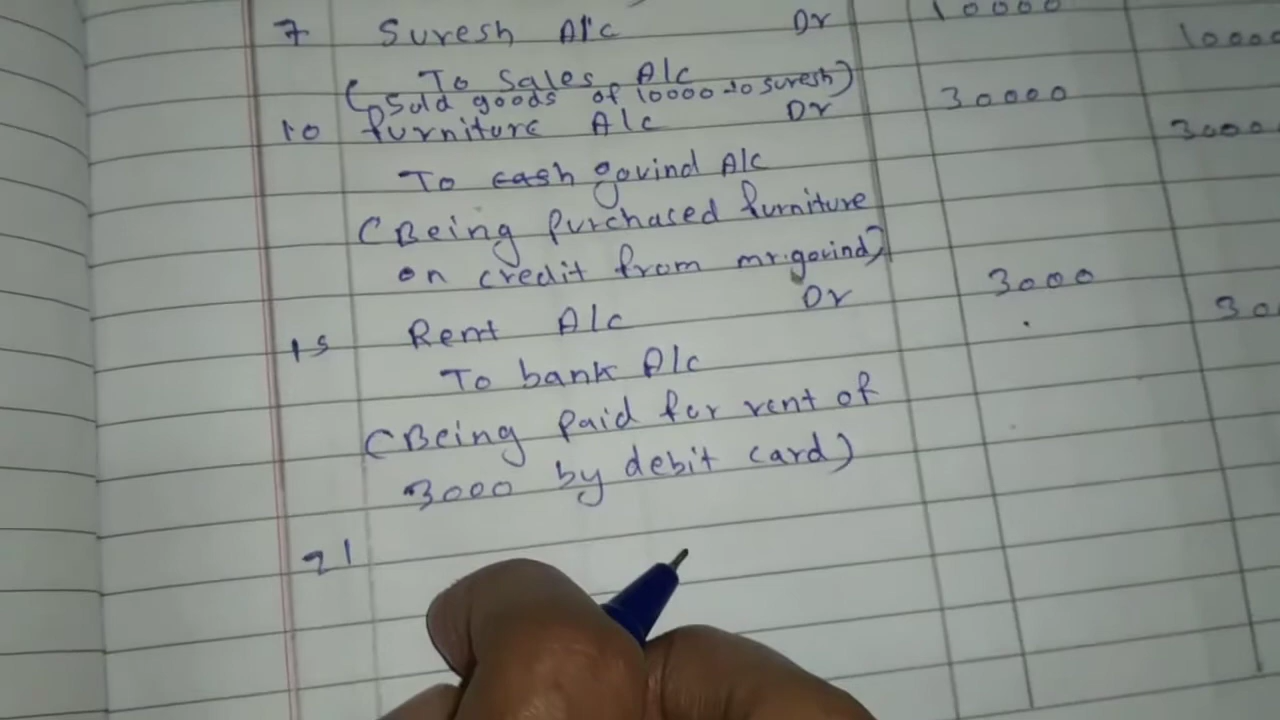 7 Suresh A/c Dr 10000
10000
To Sales A/c
(Sold goods of 10000 to suresh)
10 furniture A/c Dr 30000
3000
To cash govind A/c
(Being Purchased furniture
on credit from mr.govind)
15 Rent A/c Dr 3000
30
To bank A/c
(Being Paid for rent of
3000 by debit card)
21